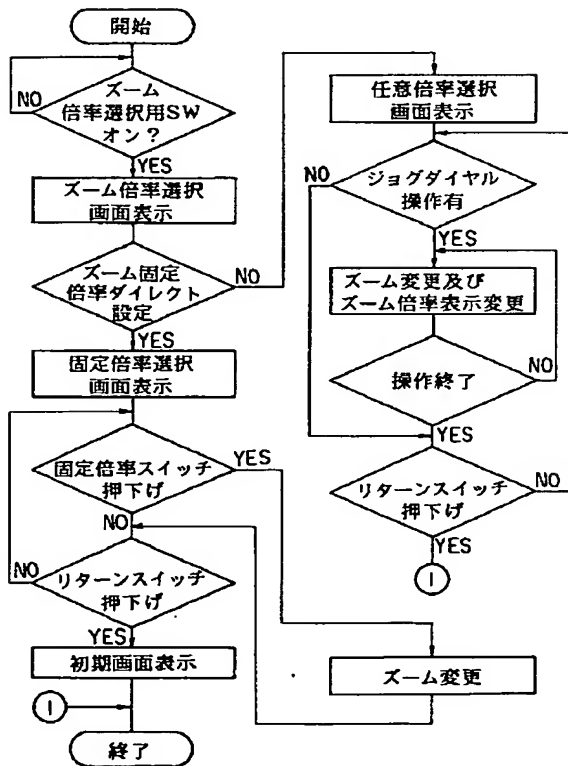 開始
ズーム
倍率選択用SW
オン?
NO
YES
ズーム倍率選択
画面表示
ズーム固定
倍率ダイレクト
設定
NO
YES
固定倍率選択
画面表示
固定倍率スイッチ
押下げ
YES
NO
リターンスイッチ
押下げ
NO
YES
初期画面表示
1
終了
任意倍率選択
画面表示
ジョグダイヤル
操作有
NO
YES
ズーム変更及び
ズーム倍率表示変更
操作終了
NO
YES
リターンスイッチ
押下げ
NO
YES
1
ズーム変更